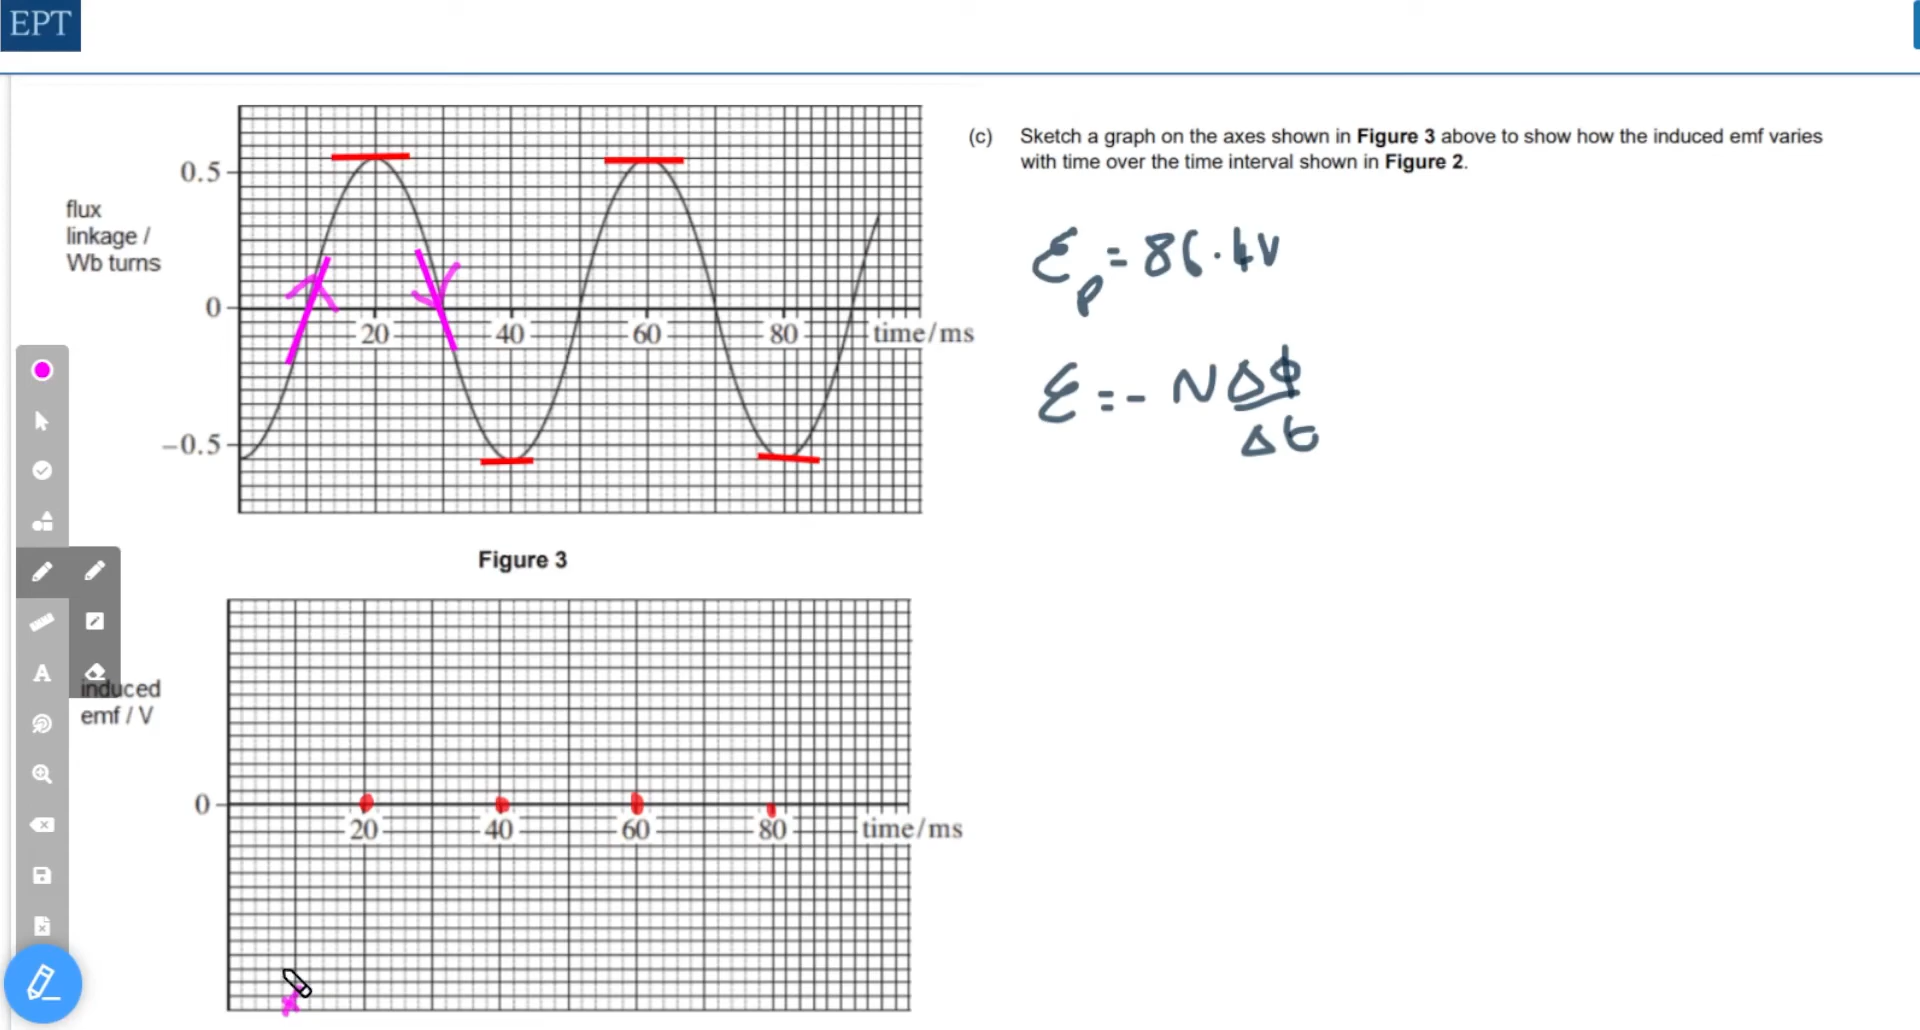 EPT
0.5
flux
linkage /
Wb turns
0
20 40 60 80 time/ms
−0.5
Figure 3
induced
emf / V
0
20 40 60 80 time/ms
(c) Sketch a graph on the axes shown in Figure 3 above to show how the induced emf varies
with time over the time interval shown in Figure 2.
Ɛp = 86.4V
Ɛ = - NΔϕ
Δt
A